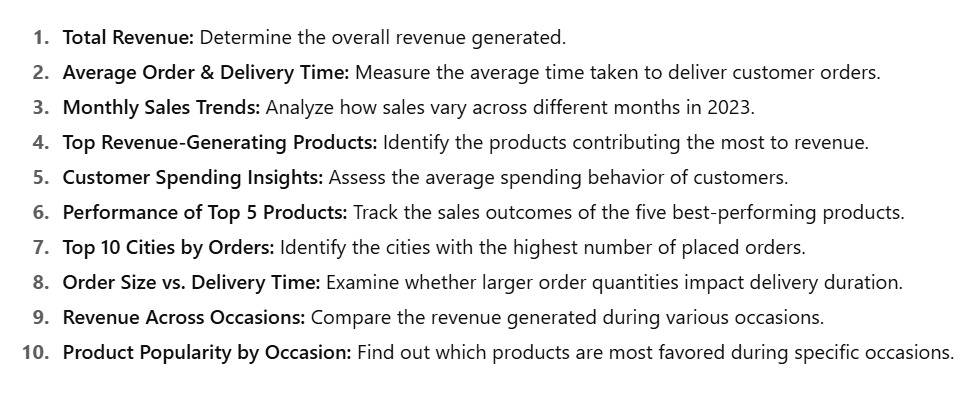 1. Total Revenue: Determine the overall revenue generated.
2. Average Order & Delivery Time: Measure the average time taken to deliver customer orders.
3. Monthly Sales Trends: Analyze how sales vary across different months in 2023.
4. Top Revenue-Generating Products: Identify the products contributing the most to revenue.
5. Customer Spending Insights: Assess the average spending behavior of customers.
6. Performance of Top 5 Products: Track the sales outcomes of the five best-performing products.
7. Top 10 Cities by Orders: Identify the cities with the highest number of placed orders.
8. Order Size vs. Delivery Time: Examine whether larger order quantities impact delivery duration.
9. Revenue Across Occasions: Compare the revenue generated during various occasions.
10. Product Popularity by Occasion: Find out which products are most favored during specific occasions.